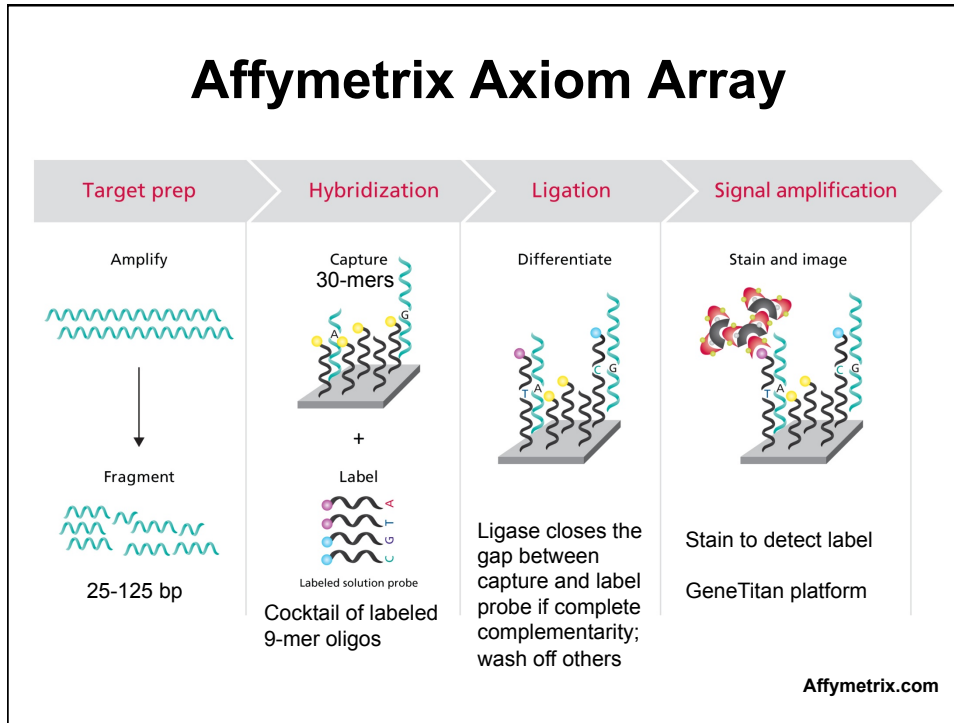 Affymetrix Axiom Array
Target prep
Hybridization
Ligation
Signal amplification
Amplify
Fragment
25-125 bp
Capture
30-mers
A
G
+
Label
A
T
G
C
Labeled solution probe
Cocktail of labeled
9-mer oligos
Differentiate
T
A
C
G
Ligase closes the
gap between
capture and label
probe if complete
complementarity;
wash off others
Stain and image
T
A
C
G
Stain to detect label
GeneTitan platform
Affymetrix.com